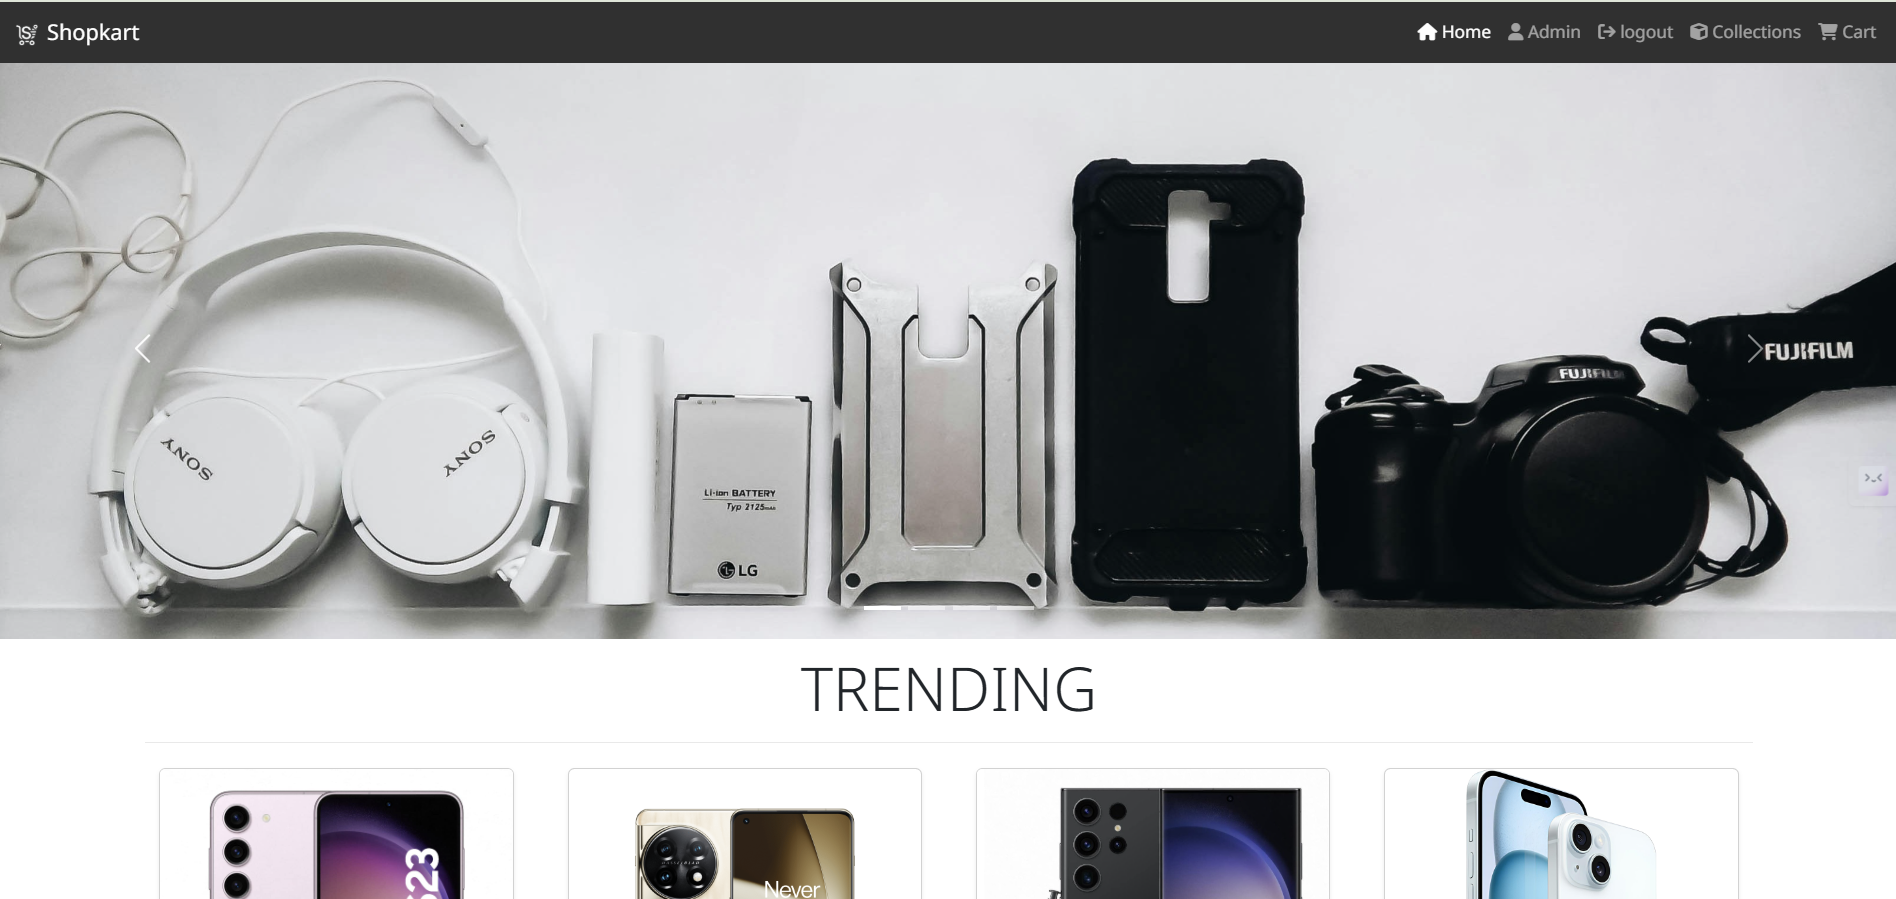 Shopkart
Home
Admin
logout
Collections
Cart
SONY
SONY
Li-ion BATTERY
Typ 2125mAh
LG
FUJIFILM
FUJIFILM
TRENDING
S23
Never